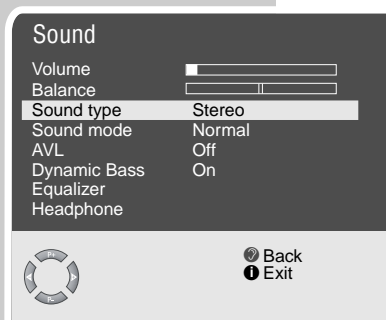 Sound
Volume
Balance
Sound type Stereo
Sound mode Normal
AVL Off
Dynamic Bass On
Equalizer
Headphone
P+
Back
Exit
P-